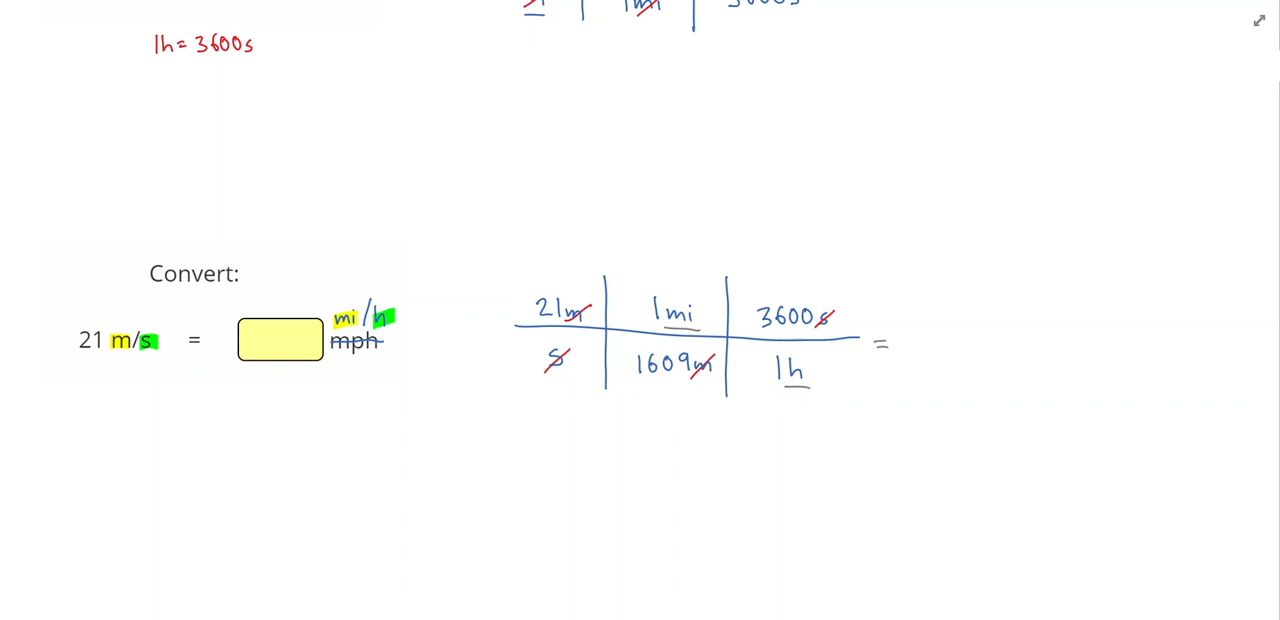 1h = 3600s
Convert:
21 m/s = mi/h
mph
21m | 1mi | 3600s
s | 1609m | 1h =